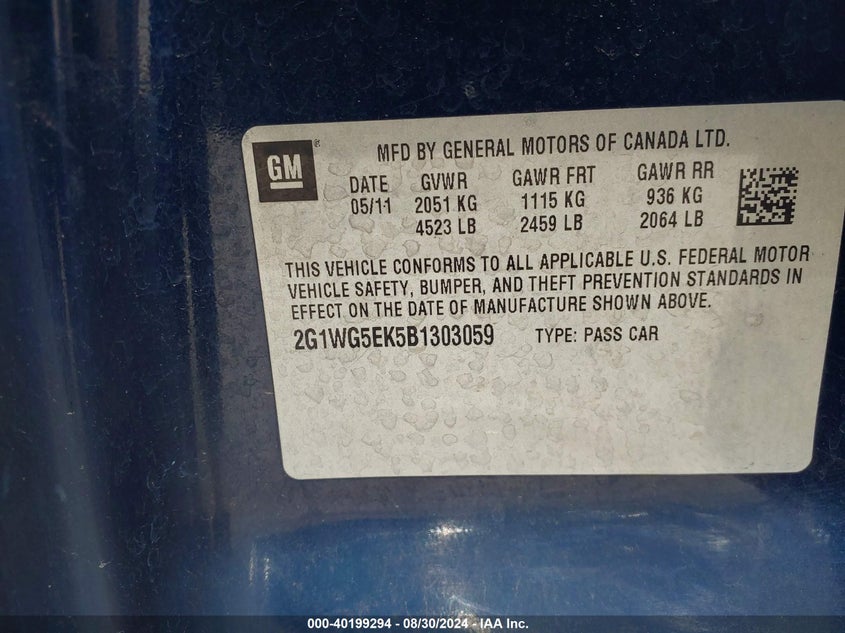 GM®
MFD BY GENERAL MOTORS OF CANADA LTD.
DATE GVWR GAWR FRT GAWR RR
05/11 2051 KG 1115 KG 936 KG
4523 LB 2459 LB 2064 LB
THIS VEHICLE CONFORMS TO ALL APPLICABLE U.S. FEDERAL MOTOR
VEHICLE SAFETY, BUMPER, AND THEFT PREVENTION STANDARDS IN
EFFECT ON THE DATE OF MANUFACTURE SHOWN ABOVE.
2G1WG5EK5B1303059 TYPE: PASS CAR
000-40199294 - 08/30/2024 - IAA Inc.